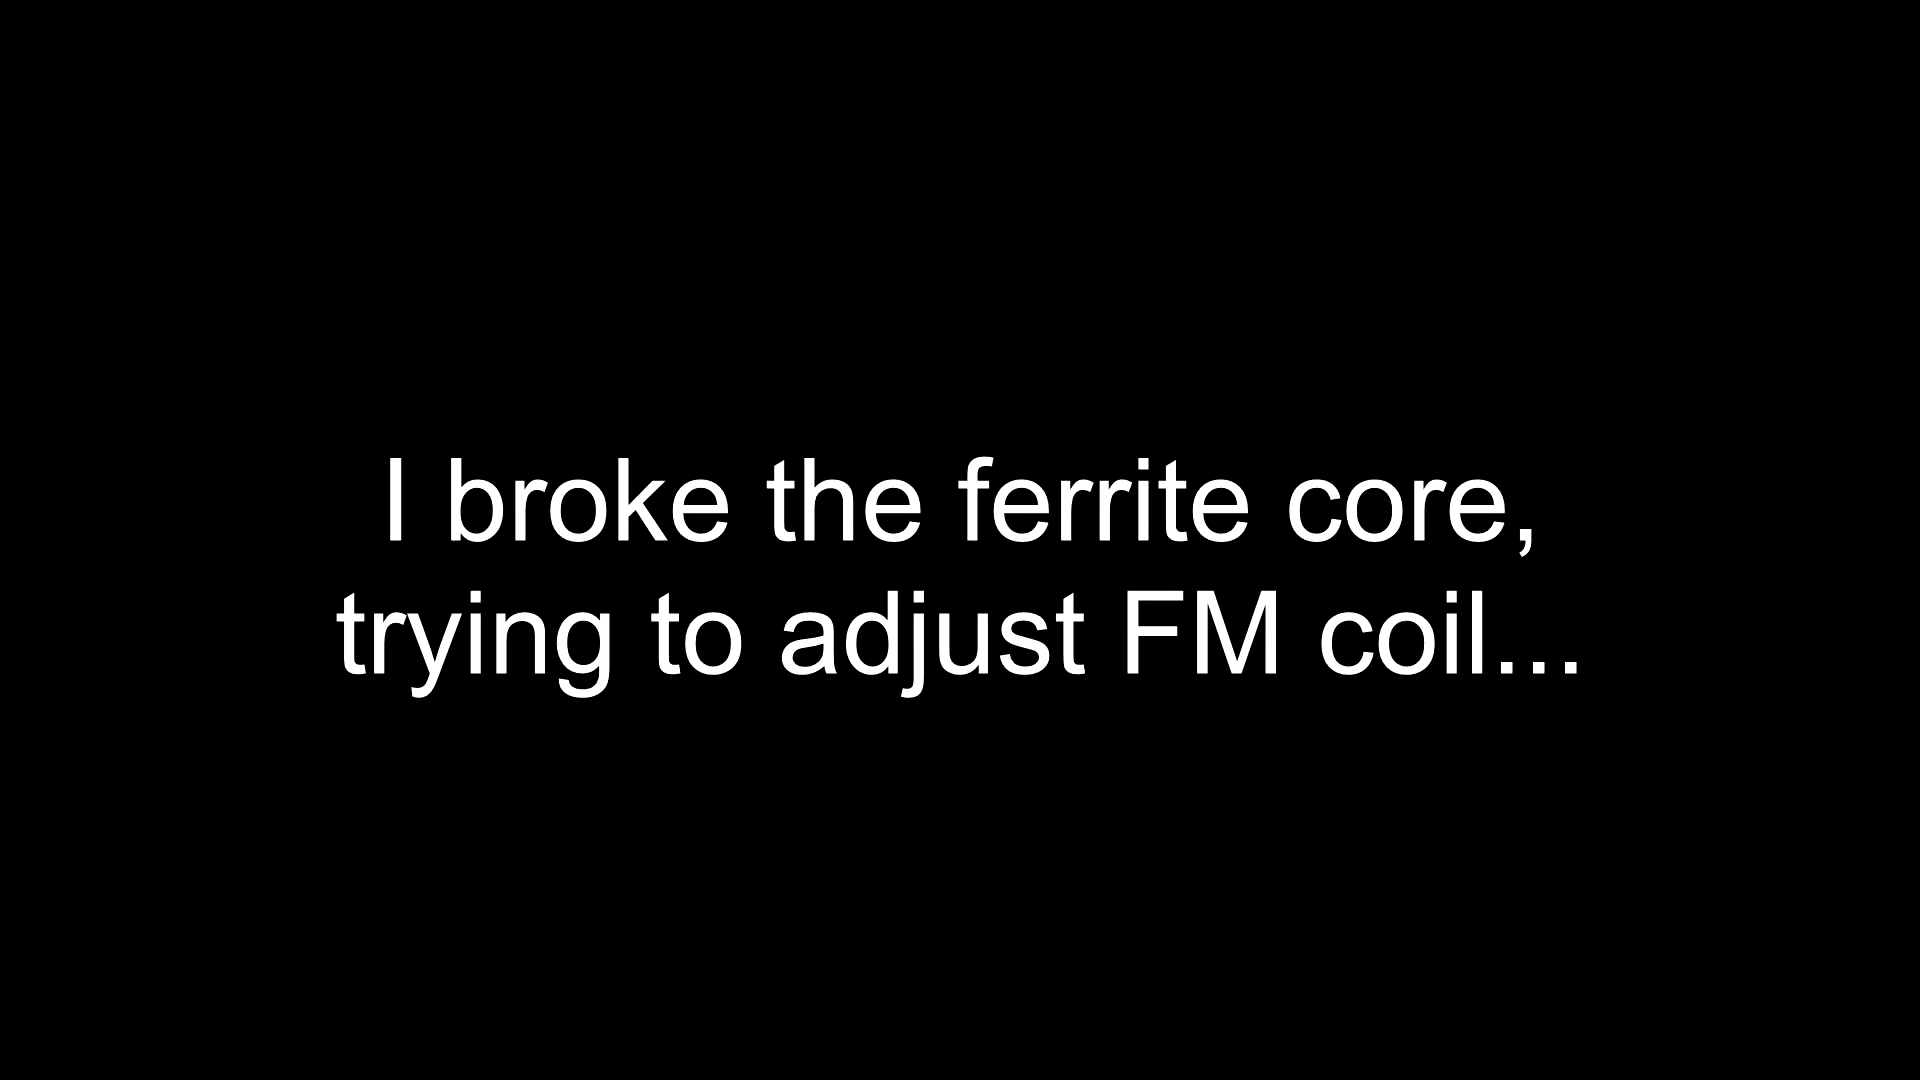 I broke the ferrite core,
trying to adjust FM coil...